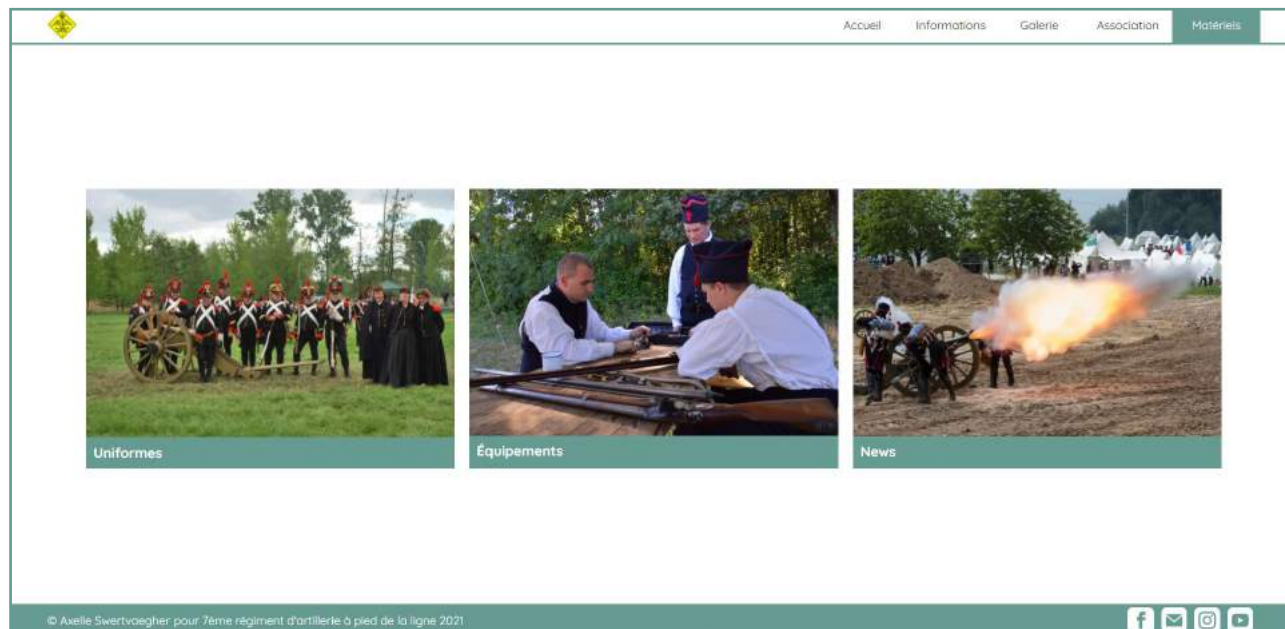 Accueil Informations Galerie Association Matériels
Uniformes Équipements News
© Axelle Swertvaegher pour 7ème régiment d'artillerie à pied de la ligne 2021